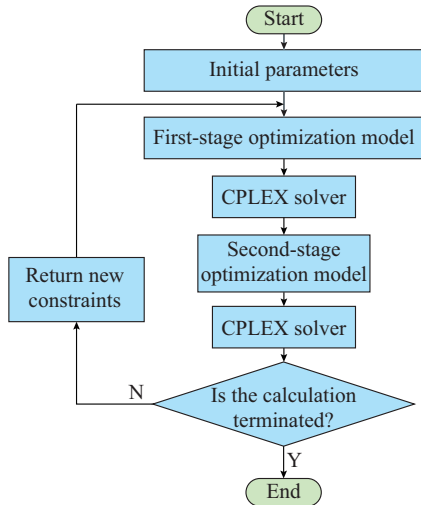 Start
Initial parameters
First-stage optimization model
CPLEX solver
Second-stage
optimization model
Return new
constraints
CPLEX solver
N
Is the calculation
terminated?
Y
End